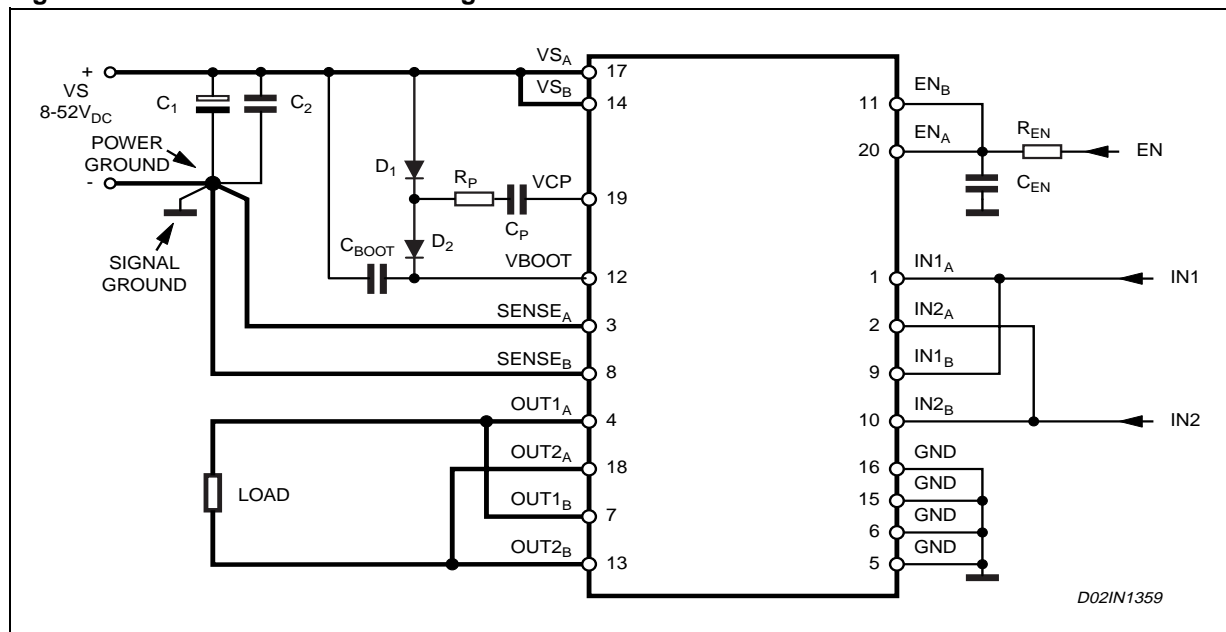 +
VS
8-52VDC
C1
C2
POWER
GROUND
-
SIGNAL
GROUND
D1
RP
VCP
CP
D2
CBOOT
VBOOT
VSA
17
VSB
14
19
12
SENSEA
3
SENSEB
8
OUT1A
4
OUT2A
18
OUT1B
7
OUT2B
13
LOAD
11
ENB
20
ENA
REN
EN
CEN
1
IN1A
IN1
2
IN2A
9
IN1B
10
IN2B
IN2
16
GND
15
GND
6
GND
5
GND
D02IN1359